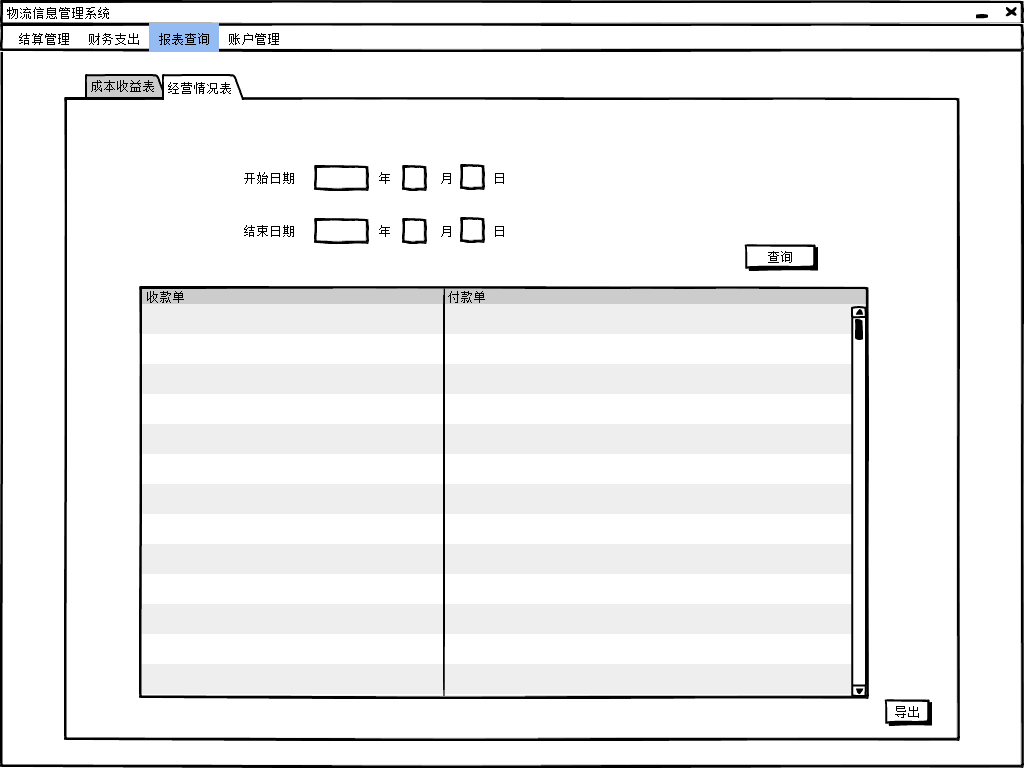 物流信息管理系统
结算管理 财务支出 报表查询 账户管理
成本收益表 经营情况表
开始日期 年 月 日
结束日期 年 月 日
查询
收款单 付款单
导出